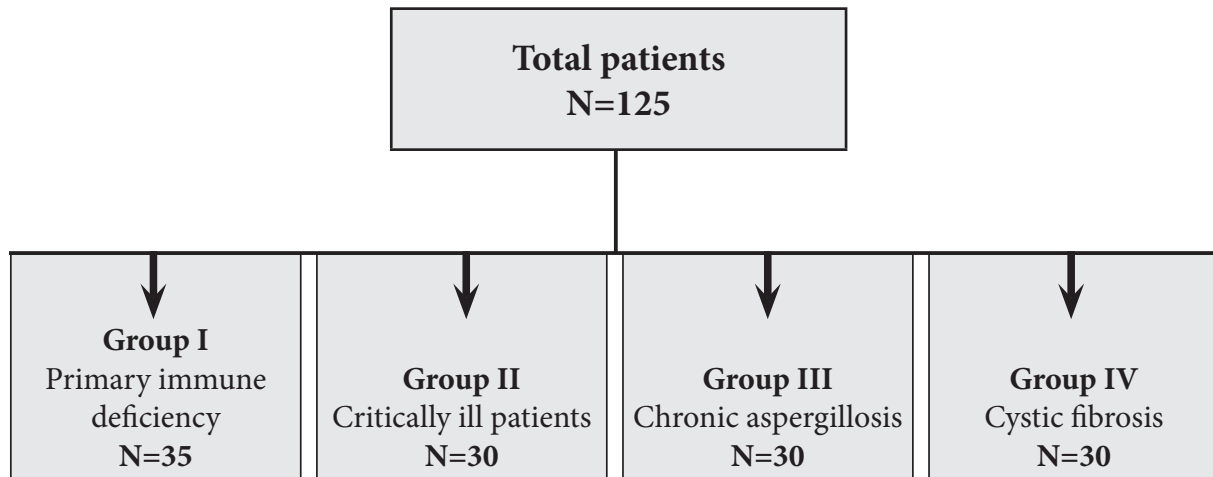 Total patients
N=125
Group I
Primary immune
deficiency
N=35
Group II
Critically ill patients
N=30
Group III
Chronic aspergillosis
N=30
Group IV
Cystic fibrosis
N=30